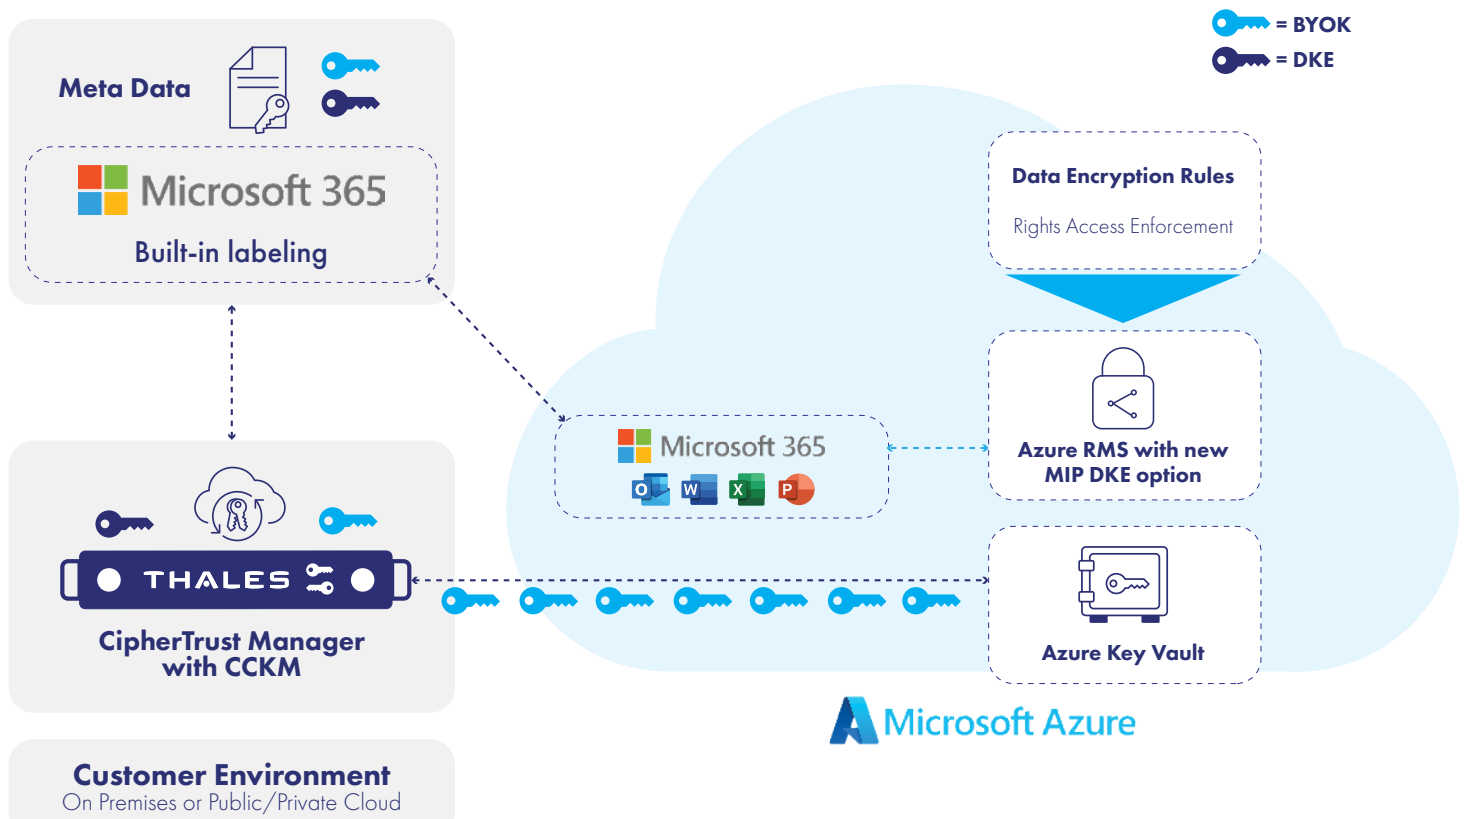 = BYOK
= DKE
Meta Data
Microsoft 365
Built-in labeling
Data Encryption Rules
Rights Access Enforcement
Microsoft 365
O W X P
Azure RMS with new
MIP DKE option
THALES
CipherTrust Manager
with CCKM
Azure Key Vault
Microsoft Azure
Customer Environment
On Premises or Public/Private Cloud